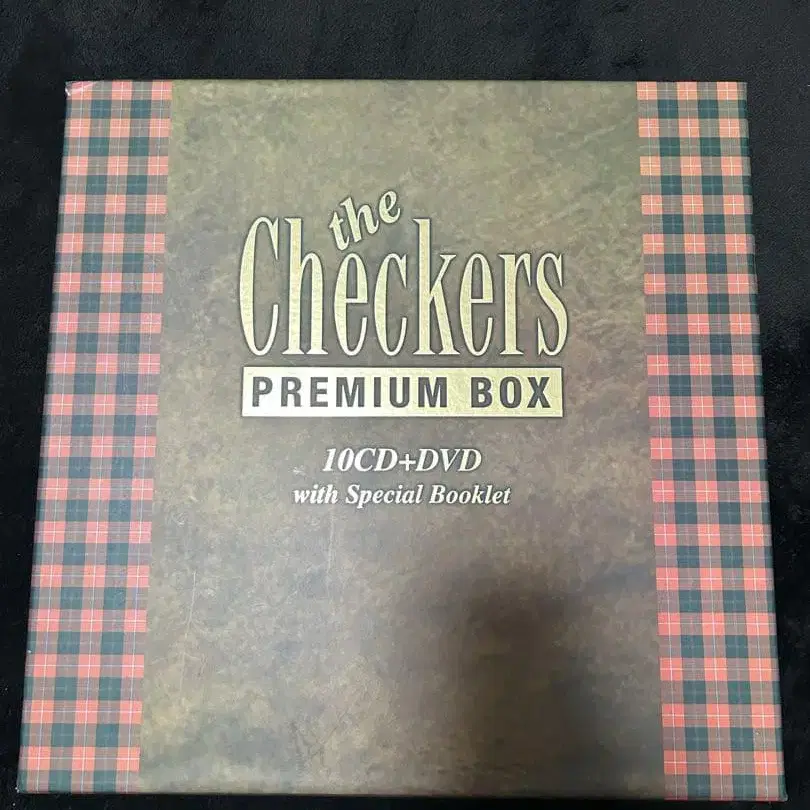 the
Checkers
PREMIUM BOX
10CD+DVD
with Special Booklet